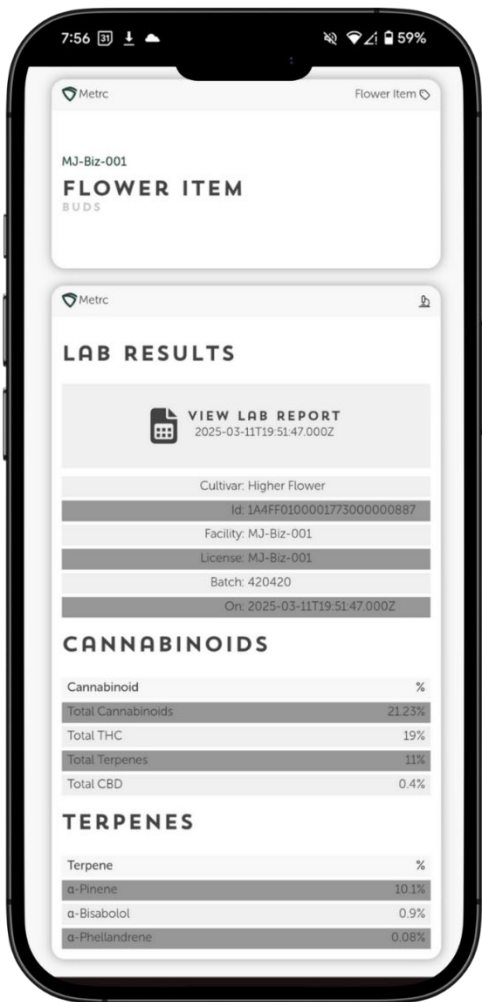 7:56 31 59%
Metrc Flower Item
MJ-Biz-001
FLOWER ITEM
BUDS
Metrc
LAB RESULTS
VIEW LAB REPORT
2025-03-11T19:51:47.000Z
Cultivar: Higher Flower
Id: 1A4FF0100001773000000887
Facility: MJ-Biz-001
License: MJ-Biz-001
Batch: 420420
On: 2025-03-11T19:51:47.000Z
CANNABINOIDS
Cannabinoid %
Total Cannabinoids 21.23%
Total THC 19%
Total Terpenes 11%
Total CBD 0.4%
TERPENES
Terpene %
α-Pinene 10.1%
α-Bisabolol 0.9%
α-Phellandrene 0.08%